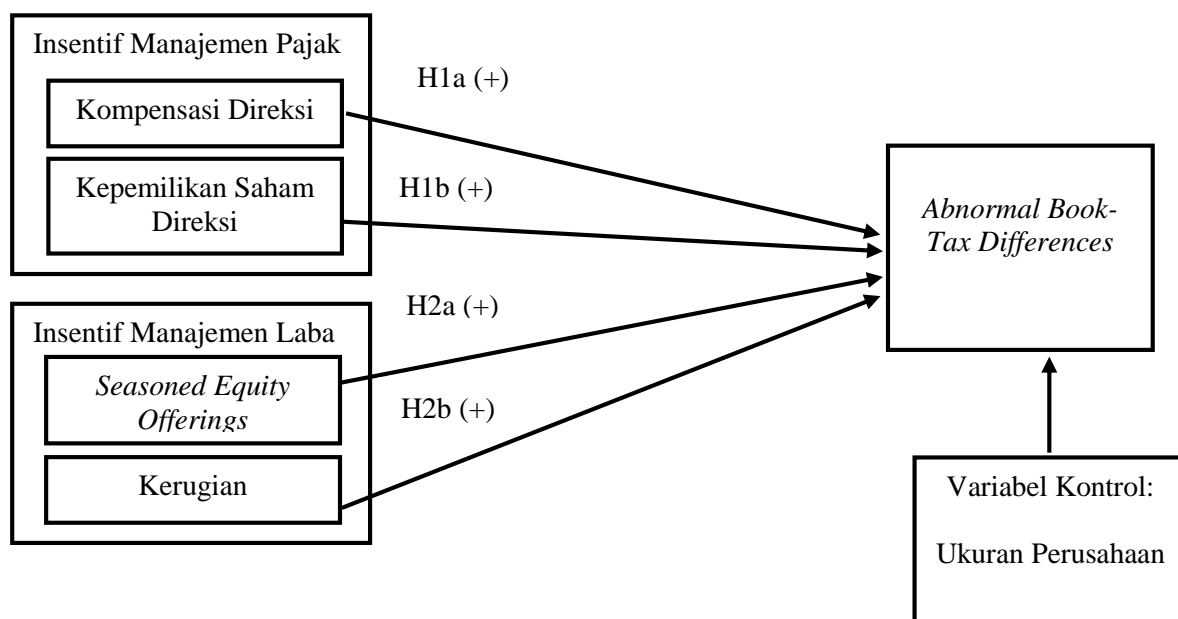 Insentif Manajemen Pajak
Kompensasi Direksi
Kepemilikan Saham
Direksi
H1a (+)
H1b (+)
Insentif Manajemen Laba
Seasoned Equity
Offerings
Kerugian
H2a (+)
H2b (+)
Abnormal Book-
Tax Differences
Variabel Kontrol:
Ukuran Perusahaan